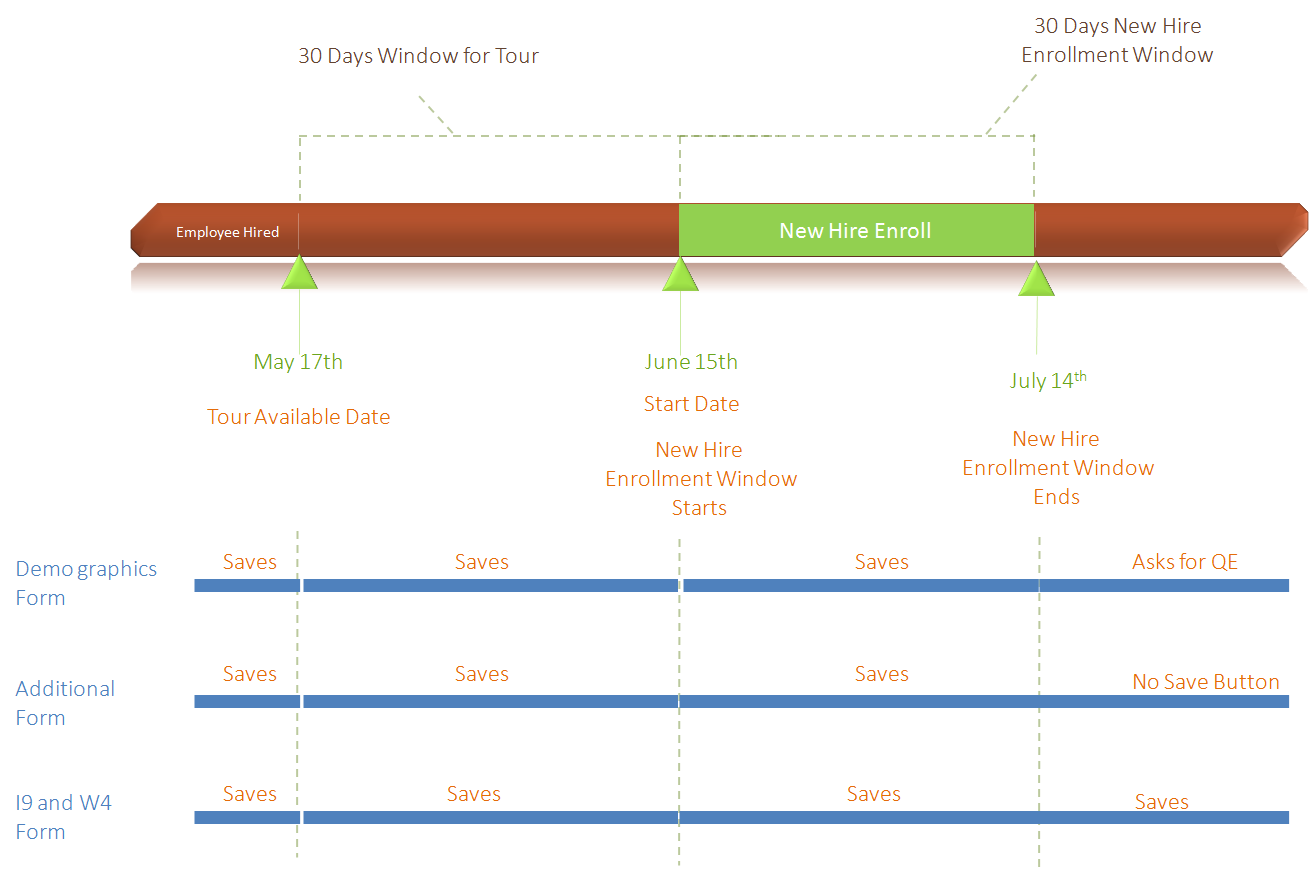 30 Days Window for Tour
30 Days New Hire
Enrollment Window
Employee Hired
New Hire Enroll
May 17th
June 15th
July 14th
Tour Available Date
Start Date
New Hire
Enrollment Window
Starts
New Hire
Enrollment Window
Ends
Demo graphics
Form
Saves
Saves
Saves
Asks for QE
Additional
Form
Saves
Saves
Saves
No Save Button
I9 and W4
Form
Saves
Saves
Saves
Saves